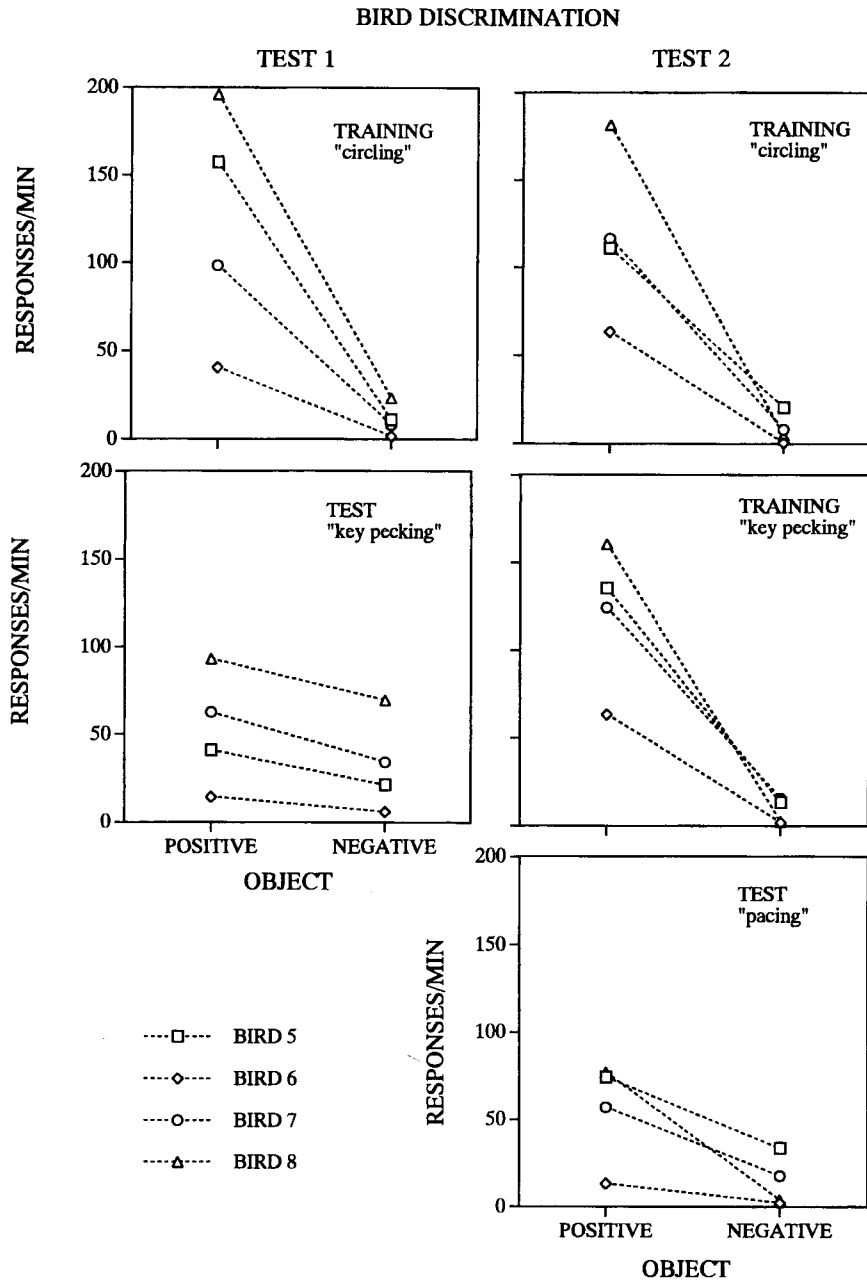 BIRD DISCRIMINATION
TEST 1
TEST 2
200
150
100
50
0
RESPONSES/MIN
TRAINING
"circling"
TRAINING
"circling"
200
150
100
50
0
RESPONSES/MIN
TEST
"key pecking"
POSITIVE NEGATIVE
OBJECT
TRAINING
"key pecking"
200
150
100
50
0
RESPONSES/MIN
TEST
"pacing"
POSITIVE NEGATIVE
OBJECT
BIRD 5
BIRD 6
BIRD 7
BIRD 8